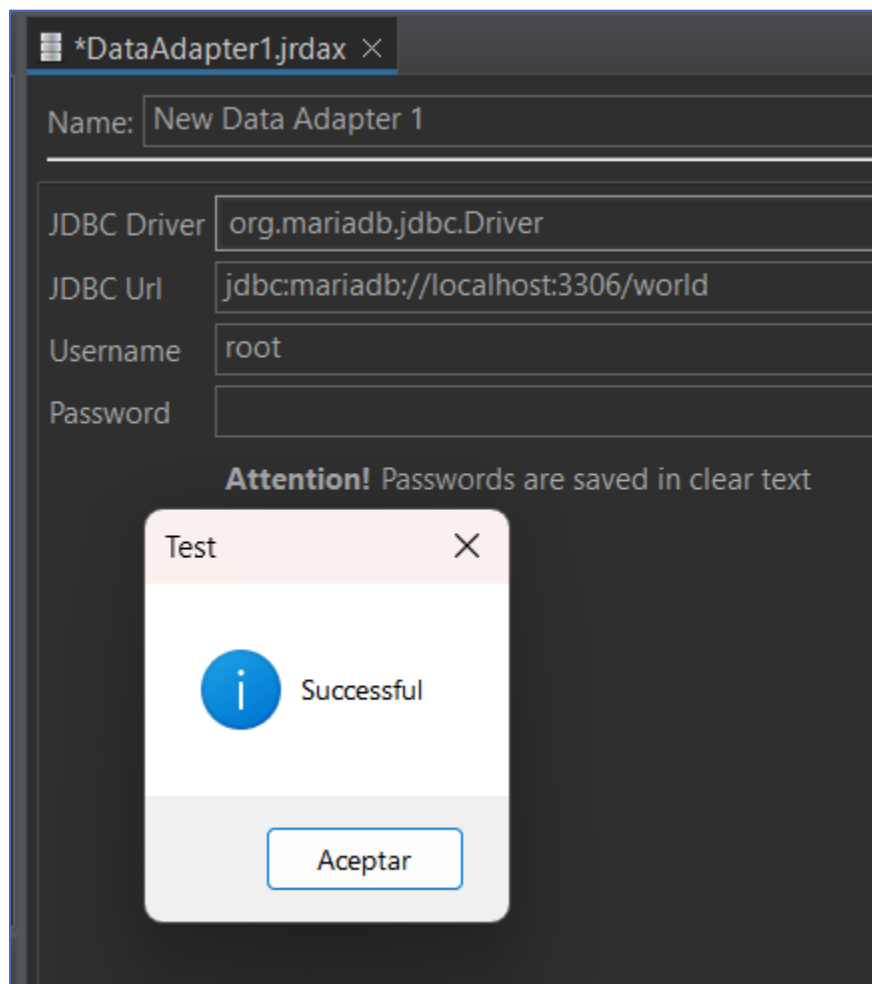 *DataAdapter1.jrdax
Name: New Data Adapter 1
JDBC Driver org.mariadb.jdbc.Driver
JDBC Url jdbc:mariadb://localhost:3306/world
Username root
Password
Attention! Passwords are saved in clear text
Test
Successful
Aceptar